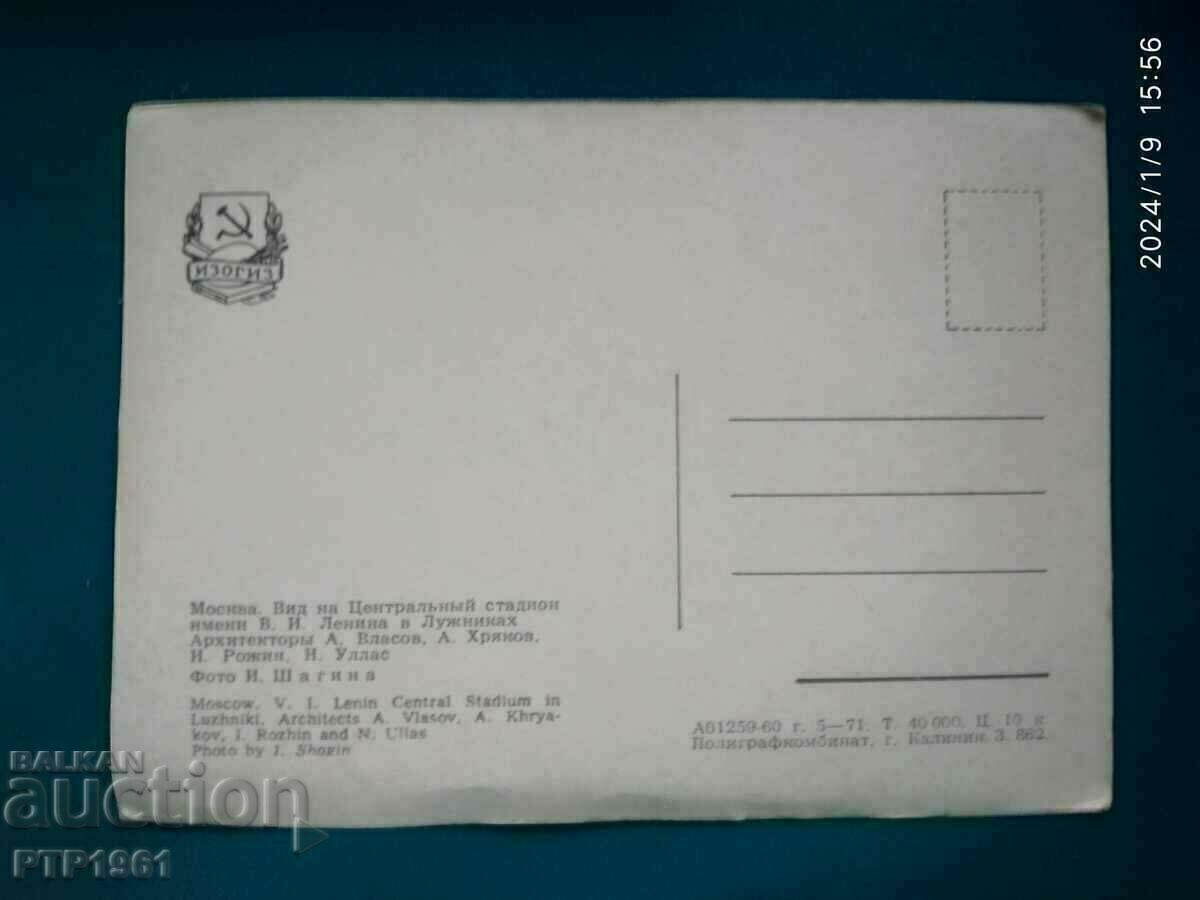 2024/1/9 15:56
ИЗОГИЗ
Москва. Вид на Центральный стадион
имени В. И. Ленина в Лужниках
Архитекторы А. Власов, А. Хряков,
И. Рожин, Н. Уллас
Фото И. Шагина
Moscow. V. I. Lenin Central Stadium in
Luzhniki. Architects A. Vlasov, A. Khrya-
kov, I. Rozhin and N. Ullas
Photo by I. Shagin
А01259-60 г. 5—71. Т. 40 000. Ц. 10 к
Полиграфкомбинат, г. Калинин. З. 862.
BALKAN
auction
PTP1961